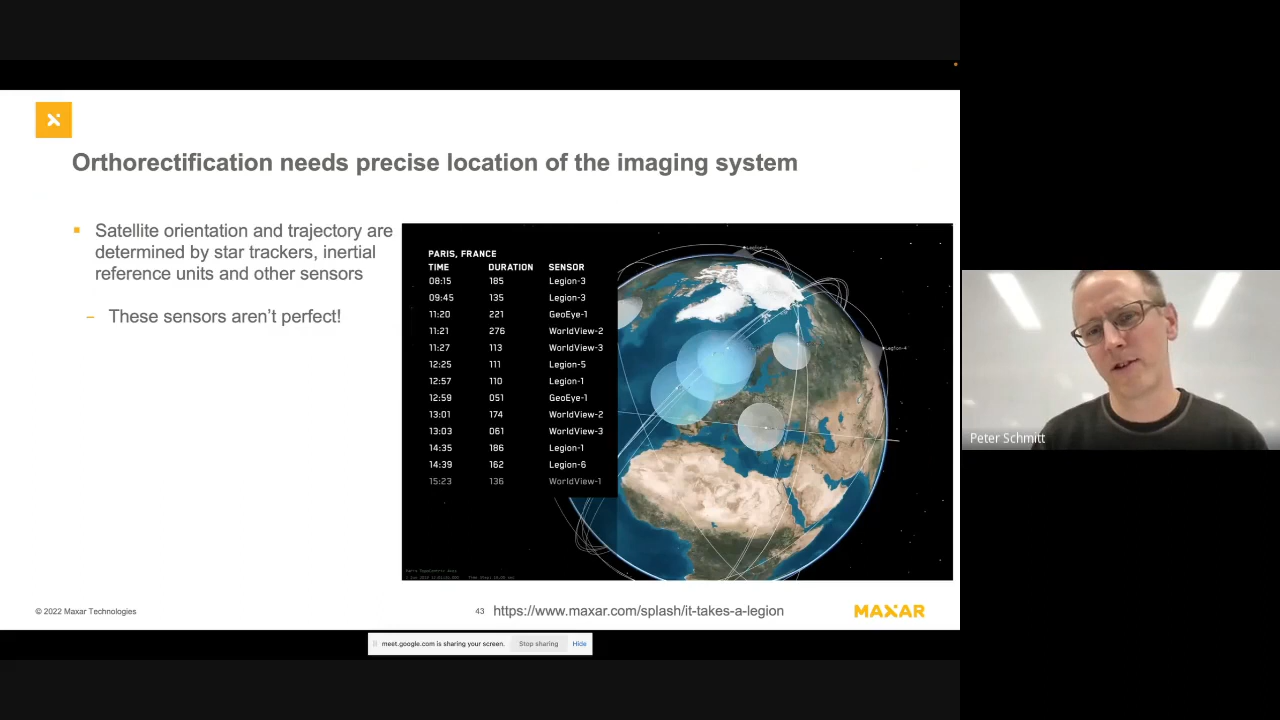 Orthorectification needs precise location of the imaging system
Satellite orientation and trajectory are
determined by star trackers, inertial
reference units and other sensors
– These sensors aren’t perfect!
PARIS, FRANCE
TIME DURATION SENSOR
08:15 185 Legion-3
09:45 135 Legion-3
11:20 221 GeoEye-1
11:21 276 WorldView-2
11:27 113 WorldView-3
12:25 111 Legion-5
12:57 110 Legion-1
12:59 051 GeoEye-1
13:01 174 WorldView-2
13:03 061 WorldView-3
14:35 186 Legion-1
14:39 162 Legion-6
15:23 136 WorldView-1
Legion-4
Peter Schmitt
© 2022 Maxar Technologies
43 https://www.maxar.com/splash/it-takes-a-legion
MAXAR
meet.google.com is sharing your screen. Stop sharing Hide